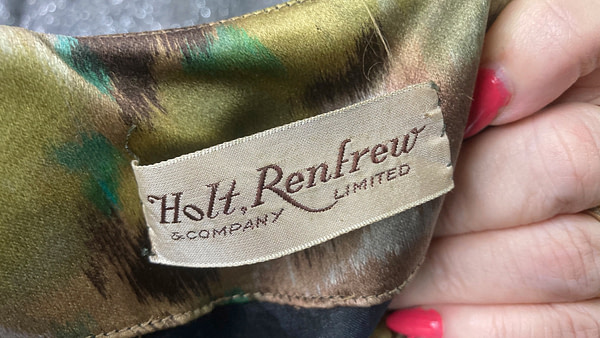 Holt, Renfrew
& COMPANY LIMITED